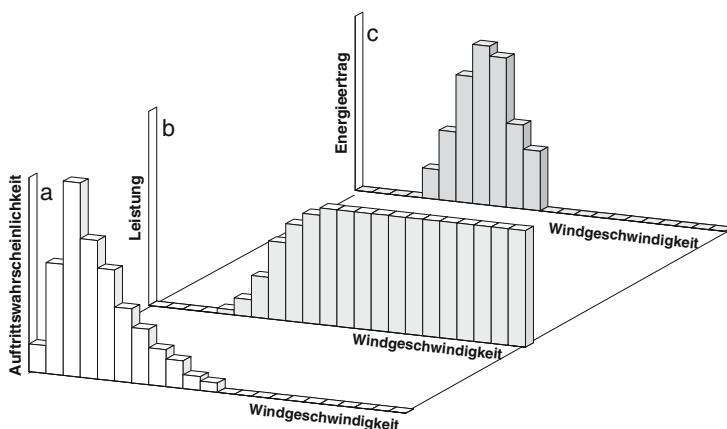 a
Auftrittswahrscheinlichkeit
Windgeschwindigkeit
b
Leistung
Windgeschwindigkeit
c
Energieertrag
Windgeschwindigkeit